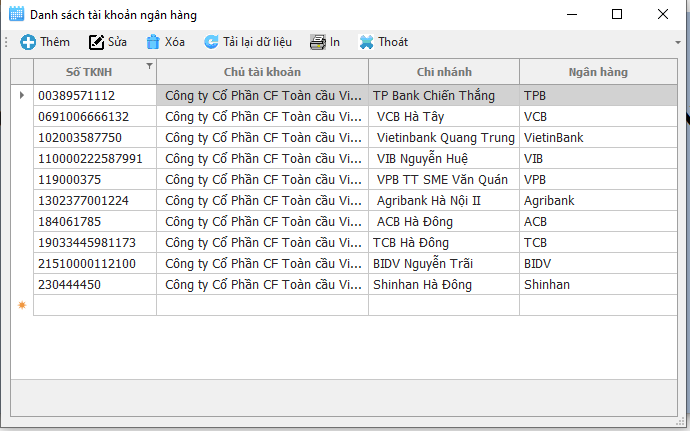 Danh sách tài khoản ngân hàng
Thêm Sửa Xóa Tải lại dữ liệu In Thoát
Số TKNH Chủ tài khoản Chi nhánh Ngân hàng
00389571112 Công ty Cổ Phần CF Toàn cầu Vi... TP Bank Chiến Thắng TPB
0691006666132 Công ty Cổ Phần CF Toàn cầu Vi... VCB Hà Tây VCB
102003587750 Công ty Cổ Phần CF Toàn cầu Vi... Vietinbank Quang Trung VietinBank
110000222587991 Công ty Cổ Phần CF Toàn cầu Vi... VIB Nguyễn Huệ VIB
119000375 Công ty Cổ Phần CF Toàn cầu Vi... VPB TT SME Văn Quán VPB
1302377001224 Công ty Cổ Phần CF Toàn cầu Vi... Agribank Hà Nội II Agribank
184061785 Công ty Cổ Phần CF Toàn cầu Vi... ACB Hà Đông ACB
19033445981173 Công ty Cổ Phần CF Toàn cầu Vi... TCB Hà Đông TCB
21510000112100 Công ty Cổ Phần CF Toàn cầu Vi... BIDV Nguyễn Trãi BIDV
230444450 Công ty Cổ Phần CF Toàn cầu Vi... Shinhan Hà Đông Shinhan